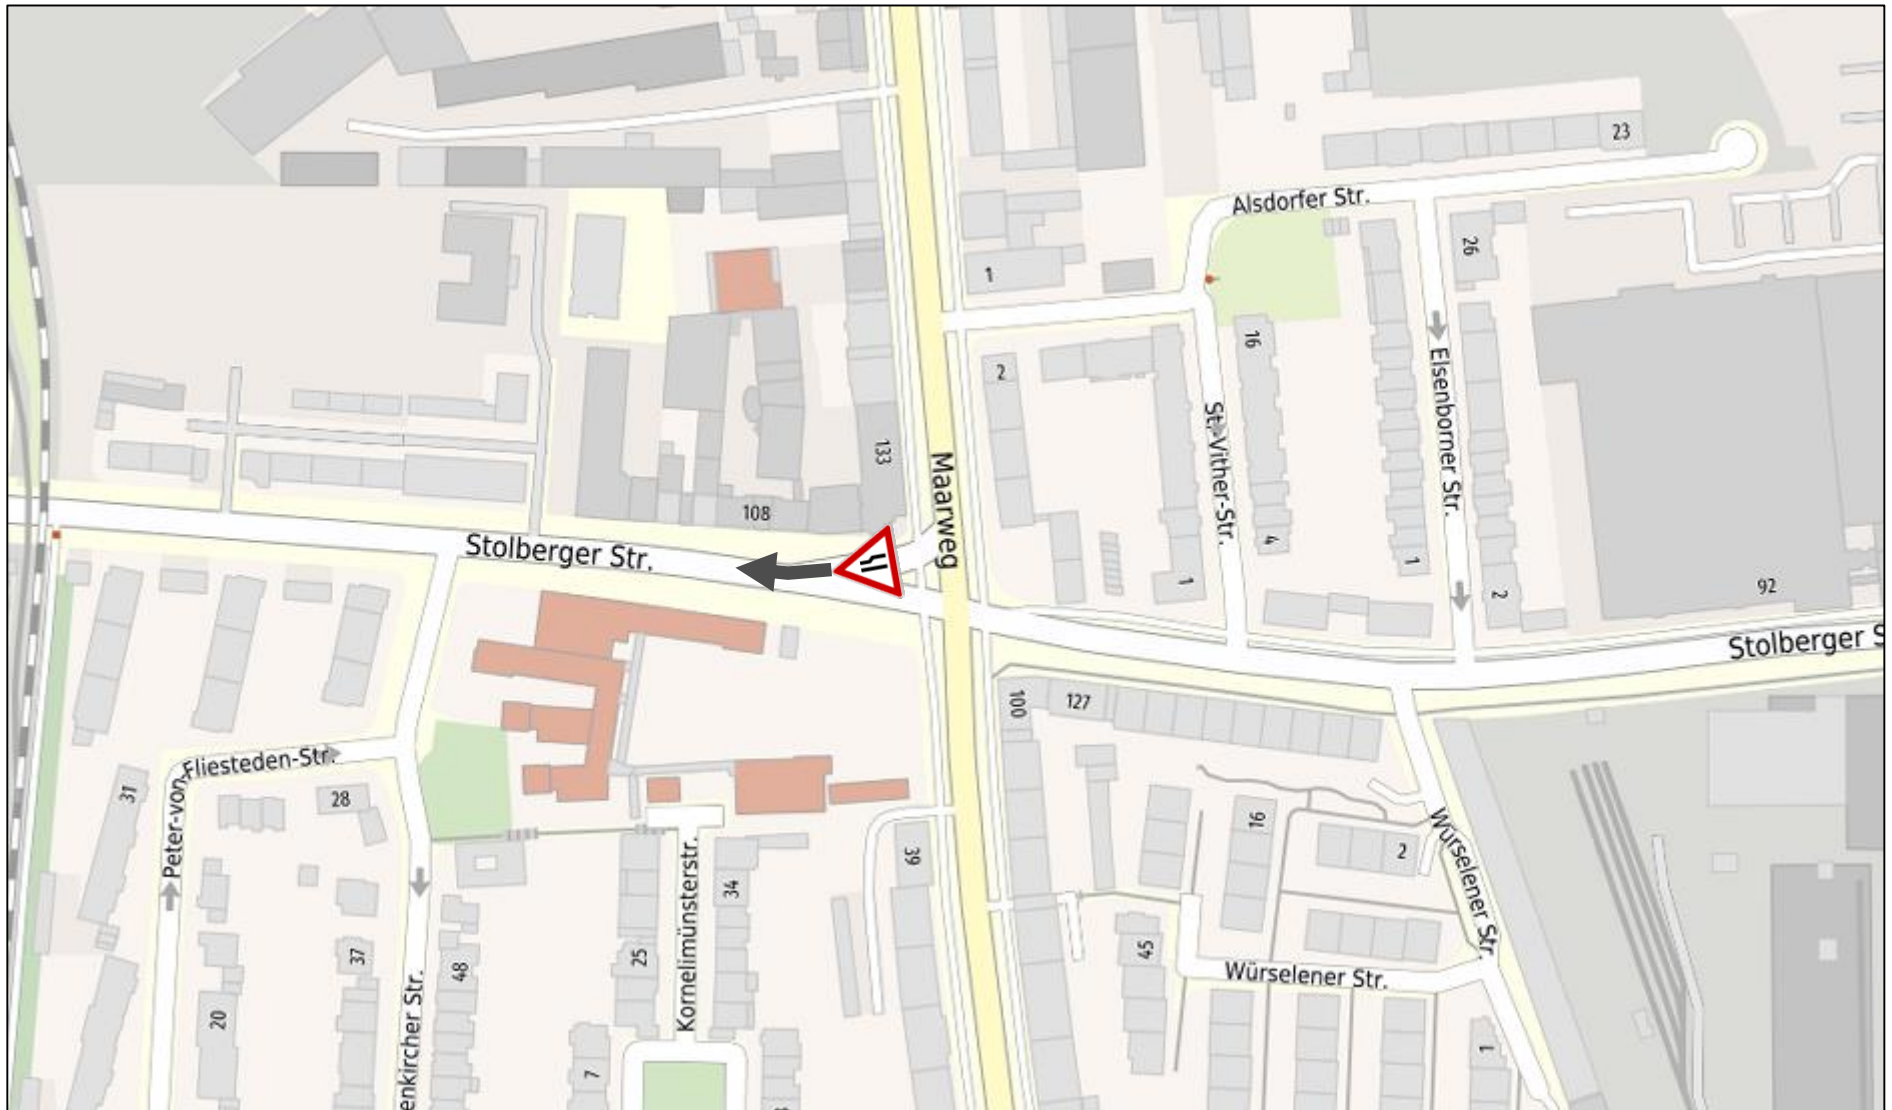 23
Alsdorfer Str.
26
1
16
2
Elsenborner Str.
St.-Vither-Str.
133
Maarweg
108
Stolberger Str.
4
1
1
2
92
Stolberger S
100
127
Fliesteden-Str.
Peter-von-
31
28
Würselener Str.
16
2
39
34
Kornelimünsterstr.
25
37
48
45
Würselener Str.
20
enkircher Str.
7
1